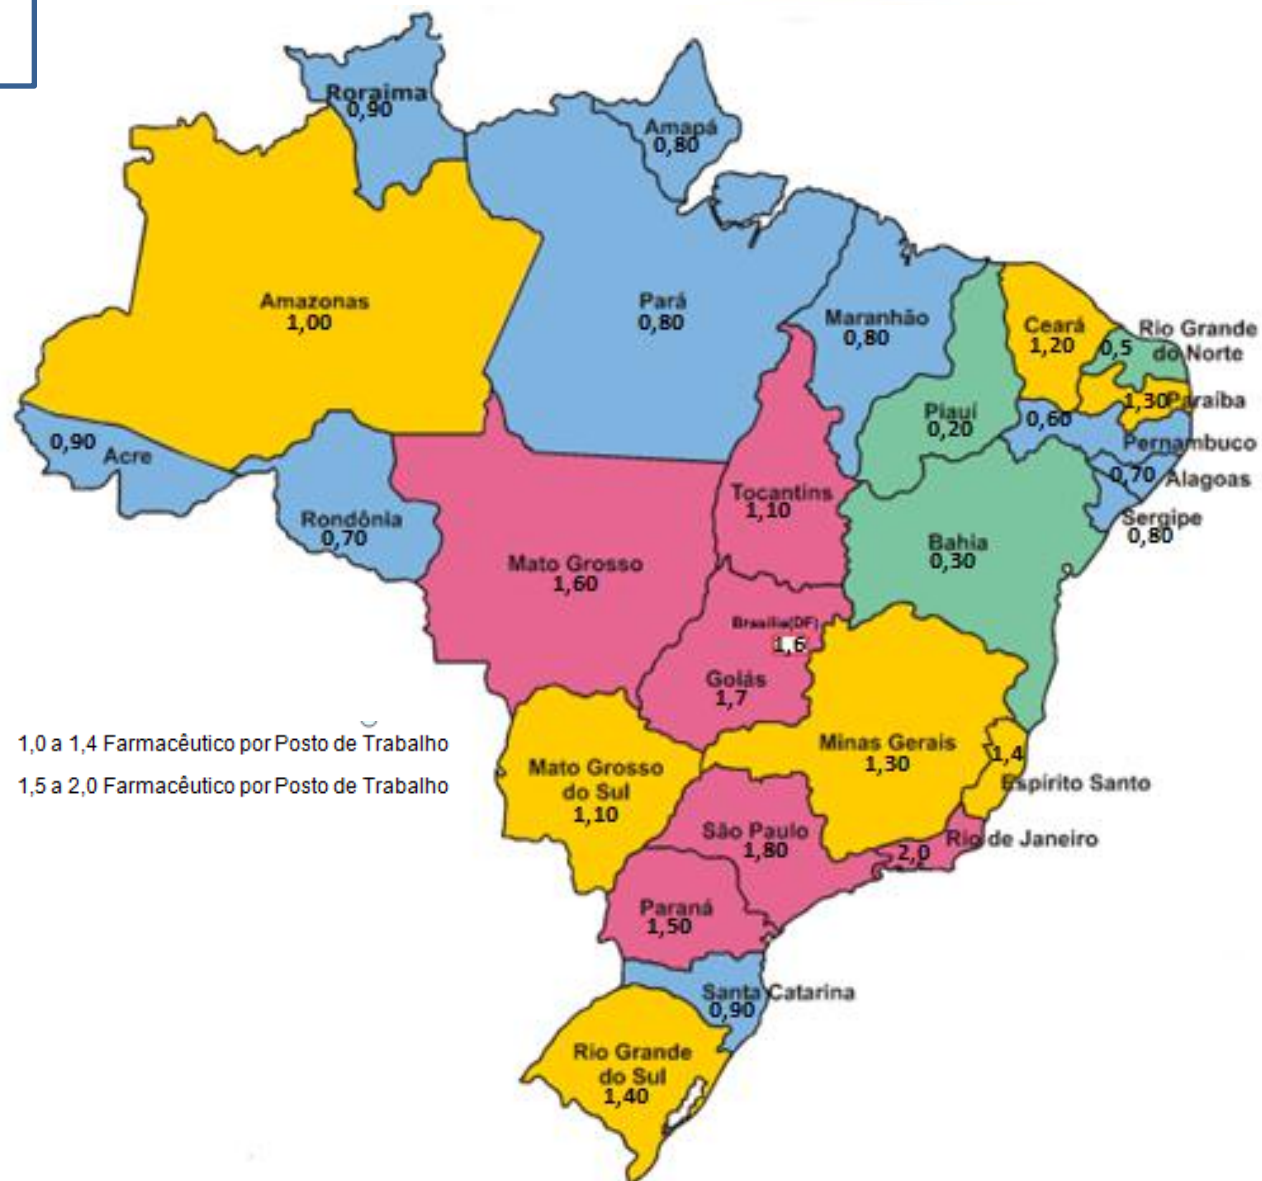 Roraima
0,90
Amapá
0,80
Amazonas
1,00
Pará
0,80
Maranhão
0,80
Ceará
1,20
Rio Grande
do Norte
0,5
Piauí
0,20
1,30
Paraíba
0,60
Pernambuco
0,90
Acre
0,70
Alagoas
Sergipe
0,80
Rondônia
0,70
Tocantins
1,10
Mato Grosso
1,60
Bahia
0,30
Brasília(DF)
1,6
Goiás
1,7
1,0 a 1,4 Farmacêutico por Posto de Trabalho
1,5 a 2,0 Farmacêutico por Posto de Trabalho
Mato Grosso
do Sul
1,10
Minas Gerais
1,30
1,4
Espírito Santo
São Paulo
1,80
Rio de Janeiro
2,0
Paraná
1,50
Santa Catarina
0,90
Rio Grande
do Sul
1,40